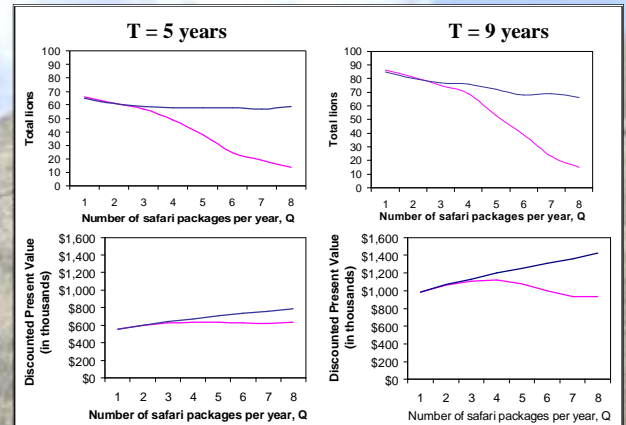 T = 5 years
T = 9 years
Total lions
100
90
80
70
60
50
40
30
20
10
0
1 2 3 4 5 6 7 8
Number of safari packages per year, Q
Total lions
100
90
80
70
60
50
40
30
20
10
0
1 2 3 4 5 6 7 8
Number of safari packages per year, Q
Discounted Present Value
(in thousands)
$1,600
$1,400
$1,200
$1,000
$800
$600
$400
$200
$0
1 2 3 4 5 6 7 8
Number of safari packages per year, Q
Discounted Present Value
(in thousands)
$1,600
$1,400
$1,200
$1,000
$800
$600
$400
$200
$0
1 2 3 4 5 6 7 8
Number of safari packages per year, Q